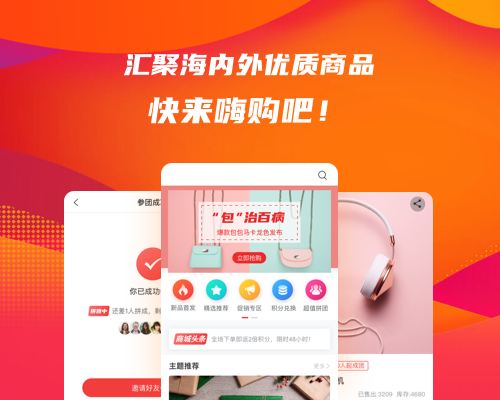 汇聚海内外优质商品
快来嗨购吧！
参团成
“包”治百病
爆款包包马卡龙色发布
立即抢购
你已成功
拼团中 还差1人拼成，剩
邀请好友
新品首发 精选推荐 促销专区 积分兑换 超值拼团
商城头条 全场下单即返2倍积分，限时48小时！
主题推荐 更多
0人起成团
机
已售出:3209 库存:4680